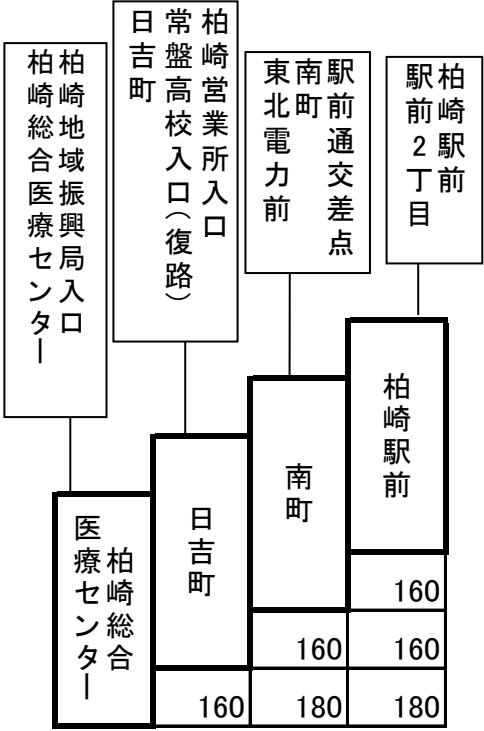 柏崎駅前
駅前２丁目
駅前通交差点
南町
東北電力前
柏崎営業所入口
常盤高校入口（復路）
日吉町
柏崎地域振興局入口
柏崎総合医療センター
柏崎駅前
南町
日吉町
柏崎総合
医療センター
160
160 160
160 180 180